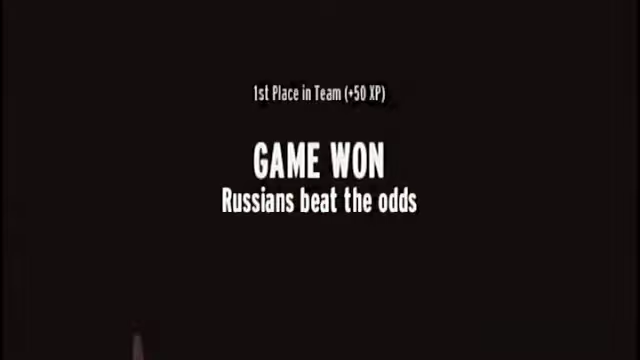 1st Place in Team (+50 XP)
GAME WON
Russians beat the odds